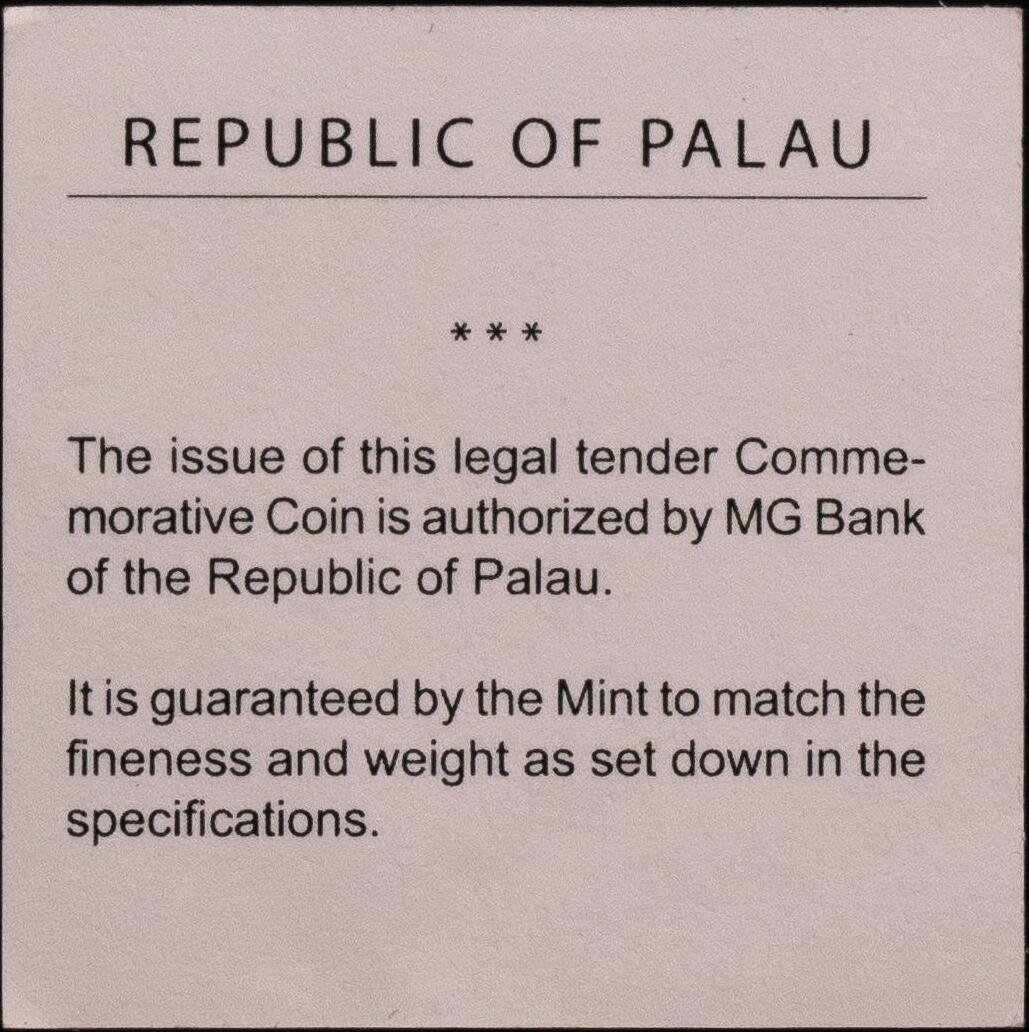 REPUBLIC OF PALAU
* * *
The issue of this legal tender Comme-
morative Coin is authorized by MG Bank
of the Republic of Palau.
It is guaranteed by the Mint to match the
fineness and weight as set down in the
specifications.